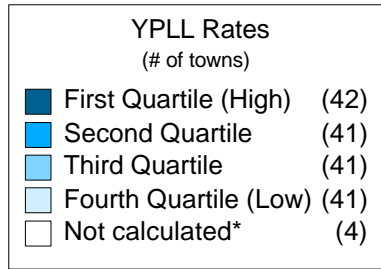 YPLL Rates
(# of towns)
First Quartile (High) (42)
Second Quartile (41)
Third Quartile (41)
Fourth Quartile (Low) (41)
Not calculated* (4)